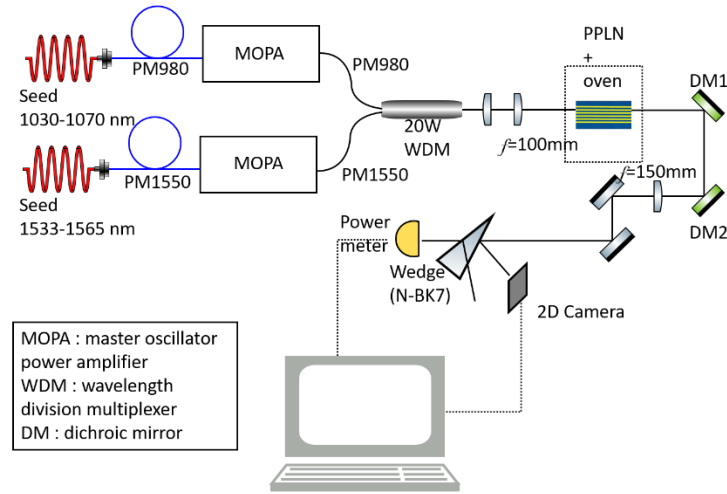 MOPA
PM980
PM980
Seed
1030-1070 nm
PPLN
+
oven
DM1
20W
WDM
f=100mm
MOPA
PM1550
PM1550
Seed
1533-1565 nm
f=150mm
DM2
Power
meter
Wedge
(N-BK7)
2D Camera
MOPA : master oscillator
power amplifier
WDM : wavelength
division multiplexer
DM : dichroic mirror